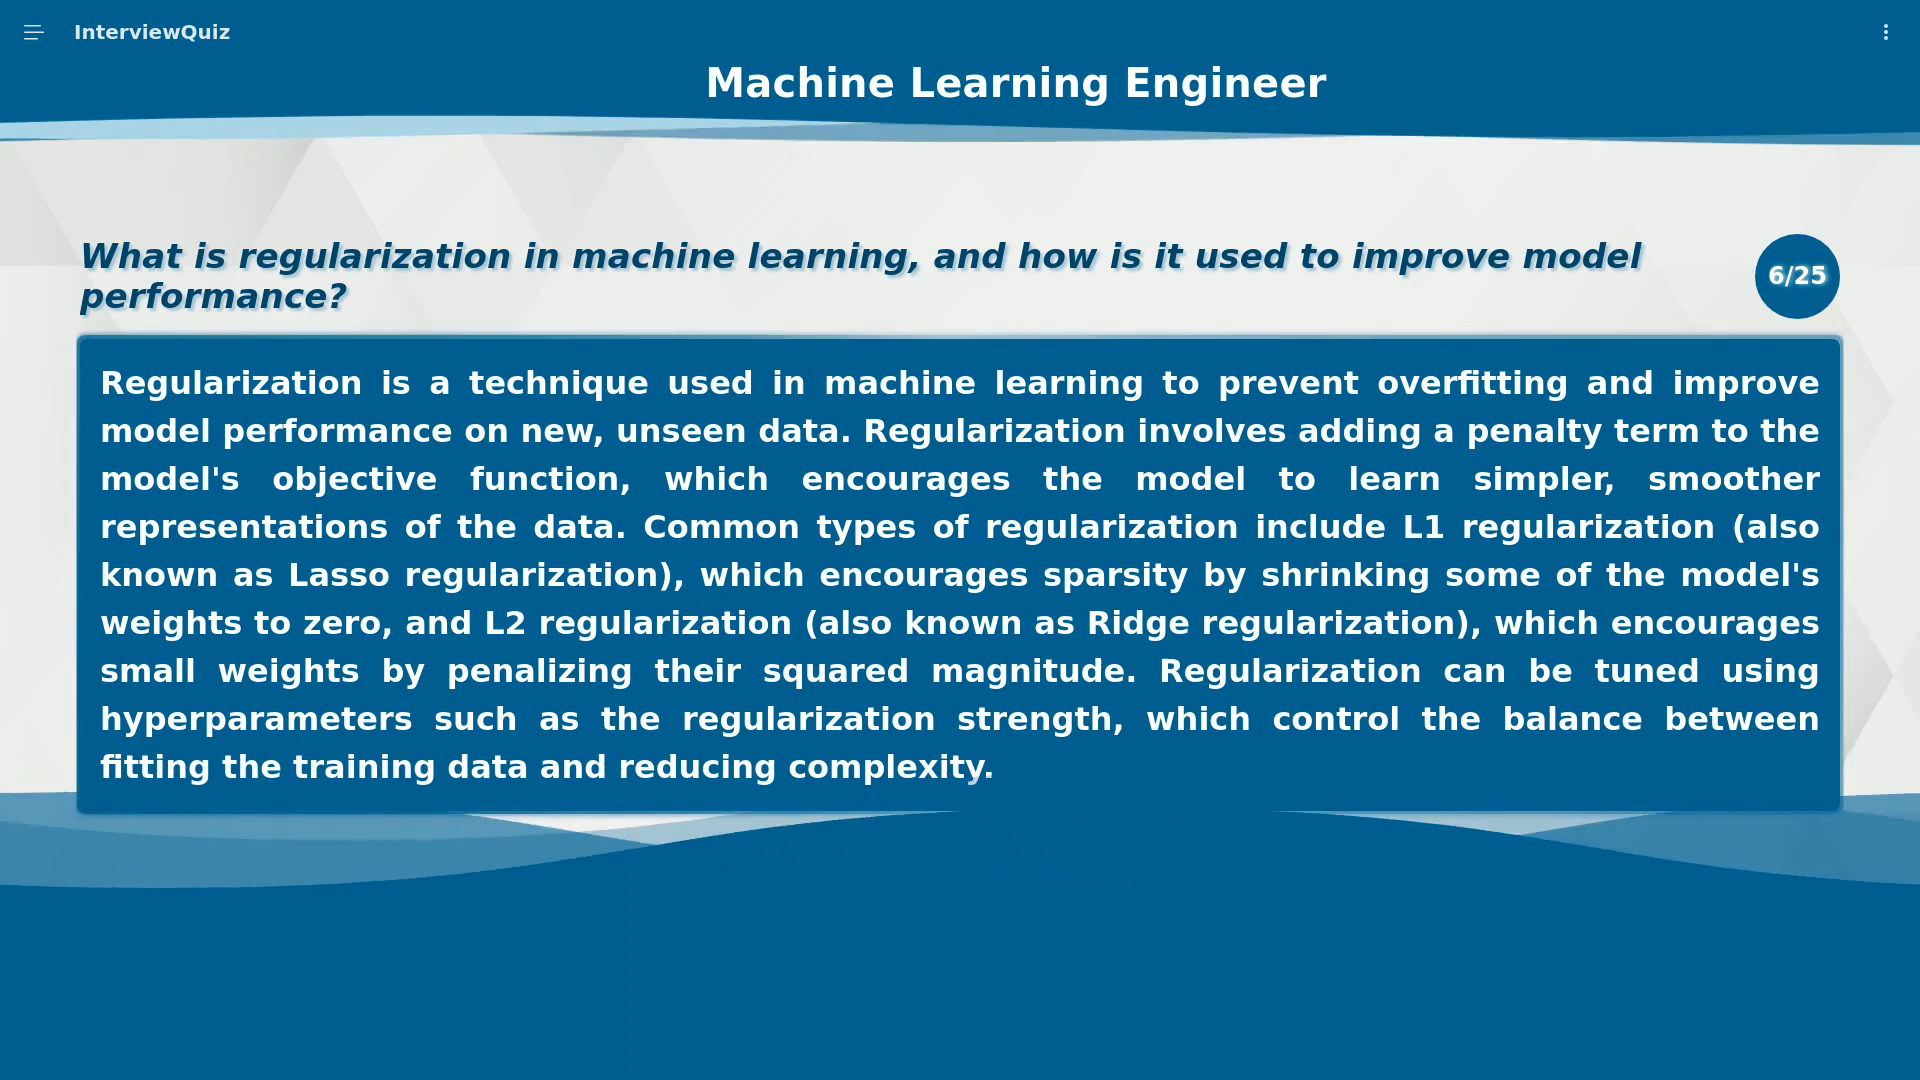 InterviewQuiz
Machine Learning Engineer
What is regularization in machine learning, and how is it used to improve model
performance?
6/25
Regularization is a technique used in machine learning to prevent overfitting and improve
model performance on new, unseen data. Regularization involves adding a penalty term to the
model's objective function, which encourages the model to learn simpler, smoother
representations of the data. Common types of regularization include L1 regularization (also
known as Lasso regularization), which encourages sparsity by shrinking some of the model's
weights to zero, and L2 regularization (also known as Ridge regularization), which encourages
small weights by penalizing their squared magnitude. Regularization can be tuned using
hyperparameters such as the regularization strength, which control the balance between
fitting the training data and reducing complexity.